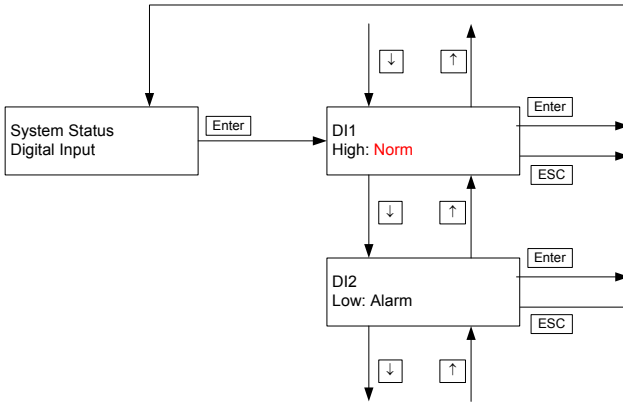 ↓
↑
System Status
Digital Input
Enter
DI1
High: Norm
Enter
ESC
↓
↑
DI2
Low: Alarm
Enter
ESC
↓
↑